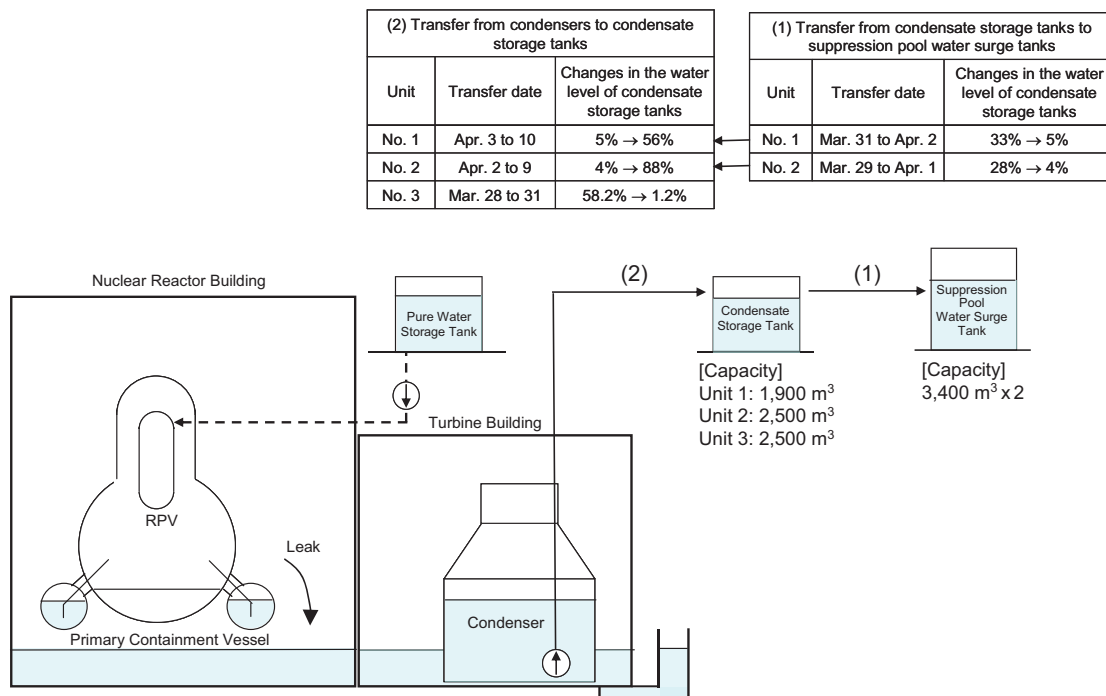 (2) Transfer from condensers to condensate
storage tanks
Unit
Transfer date
Changes in the water
level of condensate
storage tanks
No. 1
Apr. 3 to 10
5% → 56%
No. 2
Apr. 2 to 9
4% → 88%
No. 3
Mar. 28 to 31
58.2% → 1.2%
(1) Transfer from condensate storage tanks to
suppression pool water surge tanks
Unit
Transfer date
Changes in the water
level of condensate
storage tanks
No. 1
Mar. 31 to Apr. 2
33% → 5%
No. 2
Mar. 29 to Apr. 1
28% → 4%
Nuclear Reactor Building
Pure Water
Storage Tank
(2)
Condensate
Storage Tank
(1)
Suppression
Pool
Water Surge
Tank
[Capacity]
Unit 1: 1,900 m³
Unit 2: 2,500 m³
Unit 3: 2,500 m³
[Capacity]
3,400 m³ x 2
Turbine Building
RPV
Leak
Primary Containment Vessel
Condenser